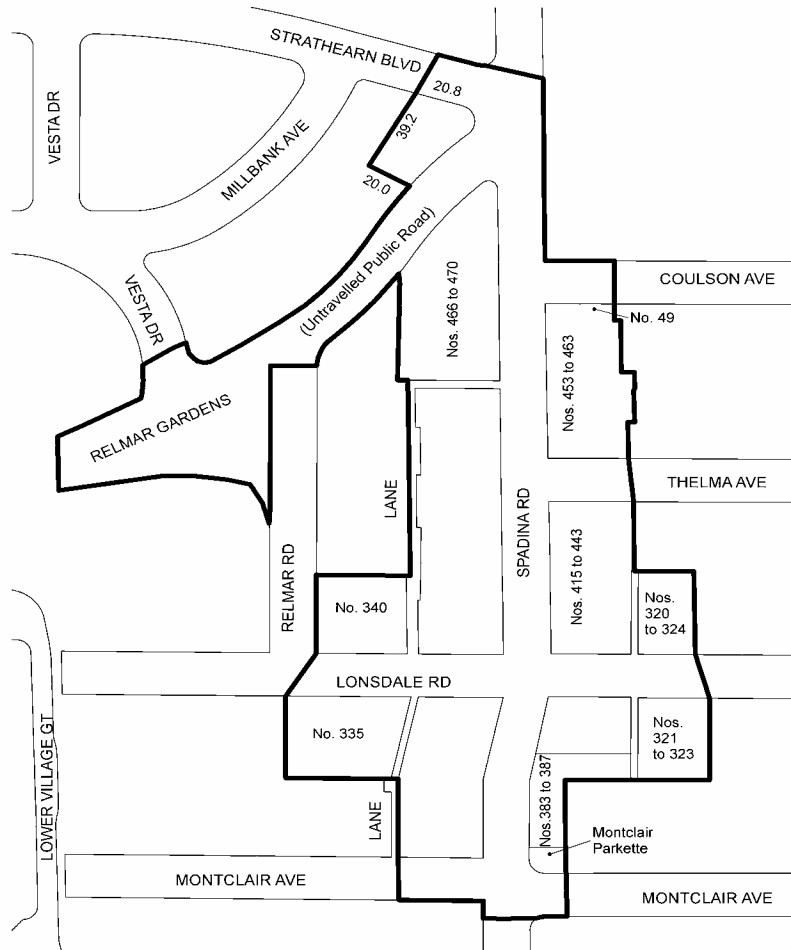 STRATHEARN BLVD
20.8
VESTA DR
39.2
MILLBANK AVE
20.0
(Untravelled Public Road)
COULSON AVE
VESTA DR
No. 49
Nos. 466 to 470
Nos. 453 to 463
RELMAR GARDENS
THELMA AVE
LANE
SPADINA RD
Nos. 415 to 443
RELMAR RD
No. 340
Nos.
320
to 324
LONSDALE RD
No. 335
Nos.
321
to 323
LOWER VILLAGE GT
Nos.383 to 387
LANE
Montclair
Parkette
MONTCLAIR AVE
MONTCLAIR AVE